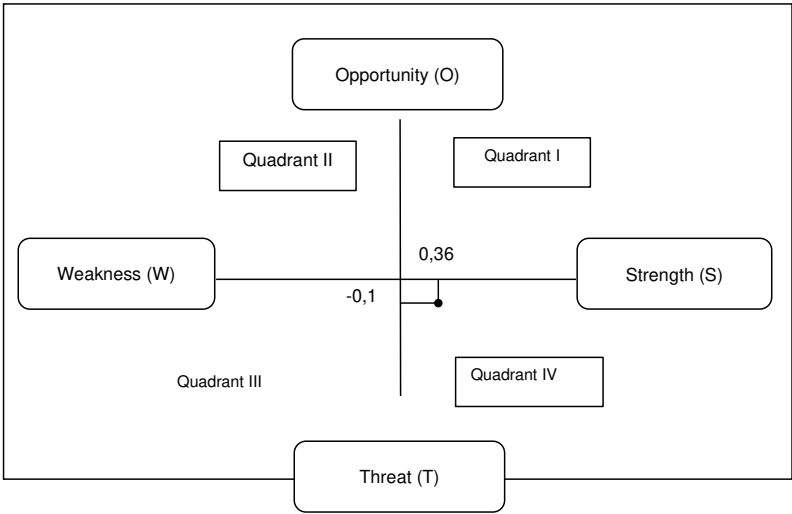 Opportunity (O)
Quadrant II
Quadrant I
0,36
Weakness (W)
Strength (S)
-0,1
Quadrant III
Quadrant IV
Threat (T)